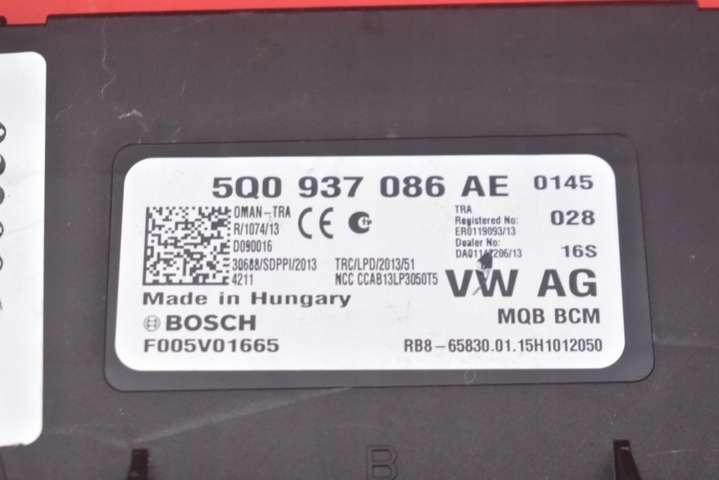 5Q0 937 086 AE 0145
OMAN-TRA
R/1074/13
D090016
30688/SDPPI/2013
4211
CE
TRC/LPD/2013/51
NCC CCAB13LP3050T5
TRA
Registered No:
ER0119093/13
Dealer No:
028
16S
Made in Hungary
VW AG
BOSCH
MQB BCM
F005V01665
RB8-65830.01.15H1012050
B